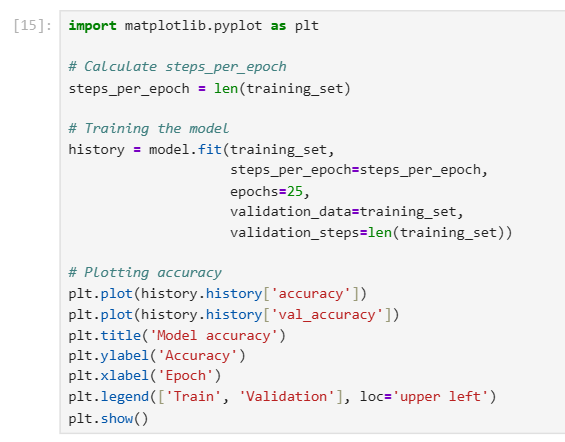 [15]: import matplotlib.pyplot as plt
# Calculate steps_per_epoch
steps_per_epoch = len(training_set)
# Training the model
history = model.fit(training_set,
steps_per_epoch=steps_per_epoch,
epochs=25,
validation_data=training_set,
validation_steps=len(training_set))
# Plotting accuracy
plt.plot(history.history['accuracy'])
plt.plot(history.history['val_accuracy'])
plt.title('Model accuracy')
plt.ylabel('Accuracy')
plt.xlabel('Epoch')
plt.legend(['Train', 'Validation'], loc='upper left')
plt.show()